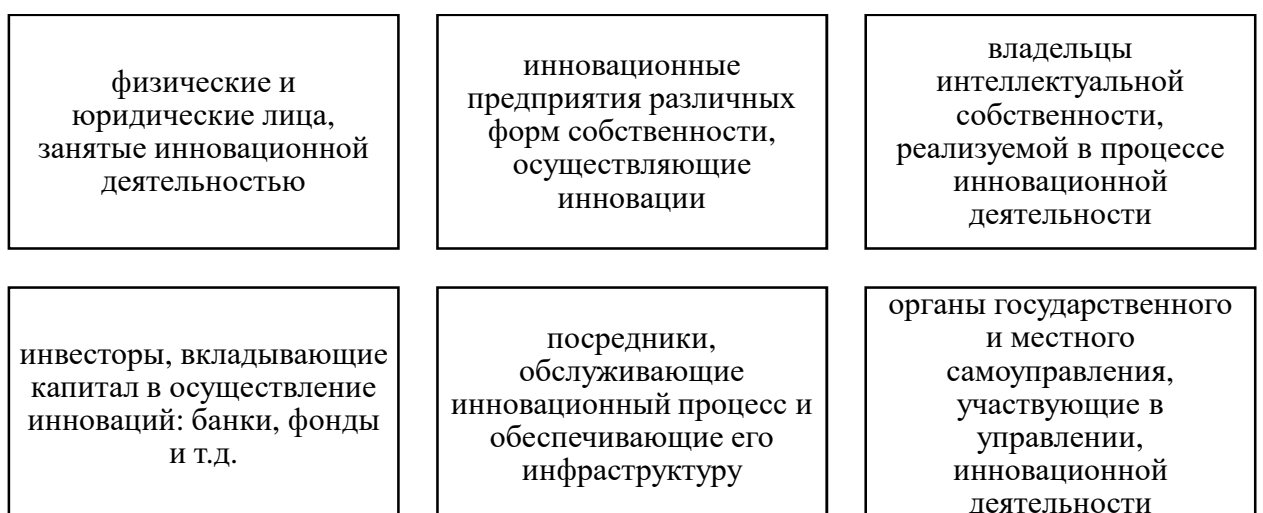 физические и
юридические лица,
занятые инновационной
деятельностью
инновационные
предприятия различных
форм собственности,
осуществляющие
инновации
владельцы
интеллектуальной
собственности,
реализуемой в процессе
инновационной
деятельности
инвесторы, вкладывающие
капитал в осуществление
инноваций: банки, фонды
и т.д.
посредники,
обслуживающие
инновационный процесс и
обеспечивающие его
инфраструктуру
органы государственного
и местного
самоуправления,
участвующие в
управлении,
инновационной
деятельности